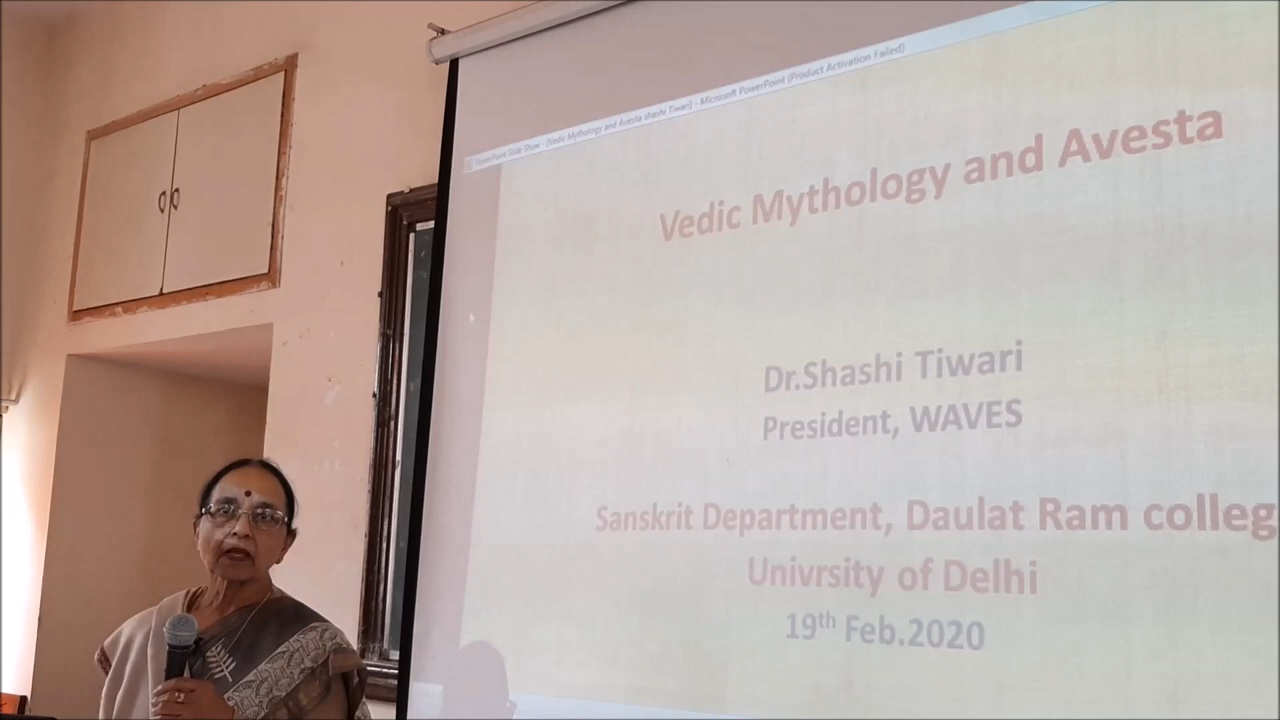 PowerPoint Slide Show - [Vedic Mythology and Avesta shashi Tiwari] - Microsoft PowerPoint (Product Activation Failed)
Vedic Mythology and Avesta
Dr.Shashi Tiwari
President, WAVES
Sanskrit Department, Daulat Ram colleg
Univrsity of Delhi
19th Feb.2020